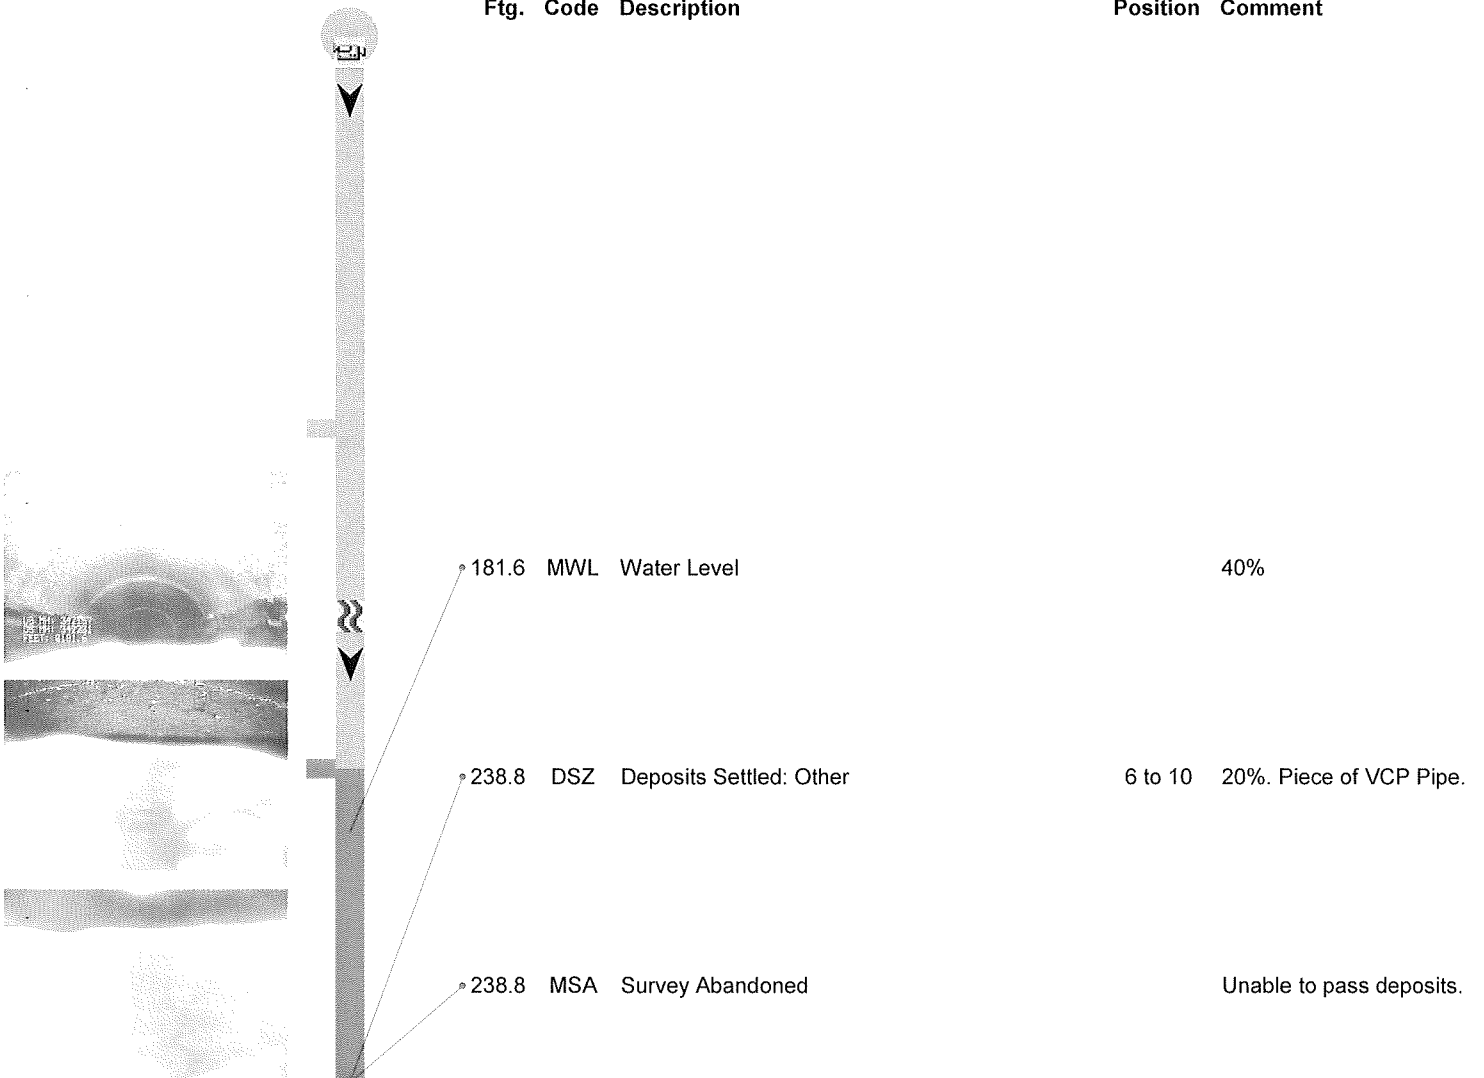 Ftg. Code Description Position Comment
181.6 MWL Water Level 40%
238.8 DSZ Deposits Settled: Other 6 to 10 20%. Piece of VCP Pipe.
238.8 MSA Survey Abandoned Unable to pass deposits.